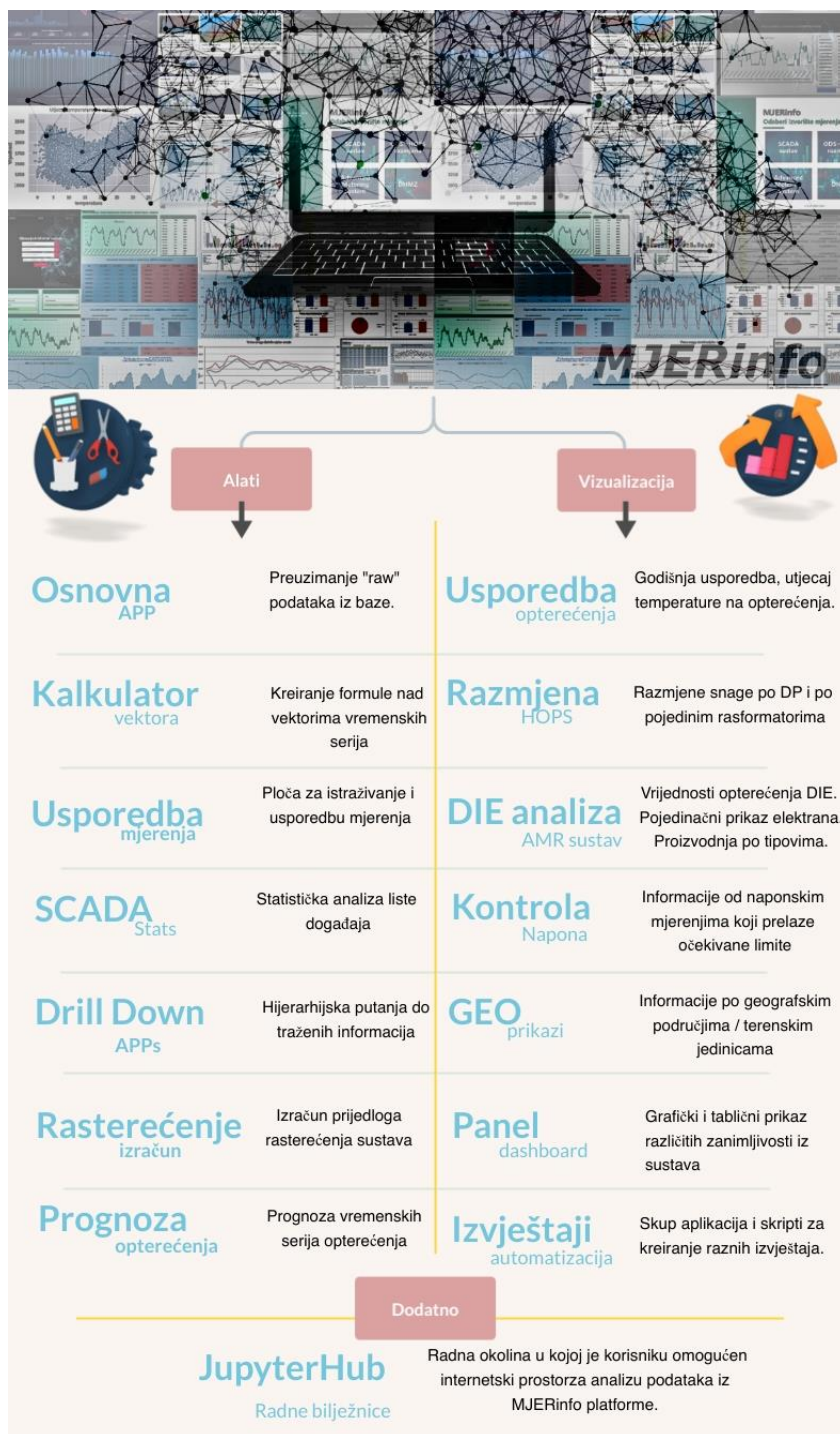 MJERinfo
Odaberi izvorište mjerenja
SCADA
temperatura
MJERinfo
Alati
Vizualizacija
Osnovna
APP
Preuzimanje "raw"
podataka iz baze.
Usporedba
opterećenja
Godišnja usporedba, utjecaj
temperature na opterećenja.
Kalkulator
vektora
Kreiranje formule nad
vektorima vremenskih
serija
Razmjena
HOPS
Razmjene snage po DP i po
pojedinim rasformatorima
Usporedba
mjerenja
Ploča za istraživanje i
usporedbu mjerenja
DIE analiza
AMR sustav
Vrijednosti opterećenja DIE.
Pojedinačni prikaz elektrana
Proizvodnja po tipovima.
SCADA
Stats
Statistička analiza liste
događaja
Kontrola
Napona
Informacije od naponskim
mjerenjima koji prelaze
očekivane limite
Drill Down
APPs
Hijerarhijska putanja do
traženih informacija
GEO
prikazi
Informacije po geografskim
područjima / terenskim
jedinicama
Rasterećenje
izračun
Izračun prijedloga
rasterećenja sustava
Panel
dashboard
Grafički i tablični prikaz
različitih zanimljivosti iz
sustava
Prognoza
opterećenja
Prognoza vremenskih
serija opterećenja
Izvještaji
automatizacija
Skup aplikacija i skripti za
kreiranje raznih izvještaja.
Dodatno
JupyterHub
Radne bilježnice
Radna okolina u kojoj je korisniku omogućen
internetski prostorza analizu podataka iz
MJERinfo platforme.